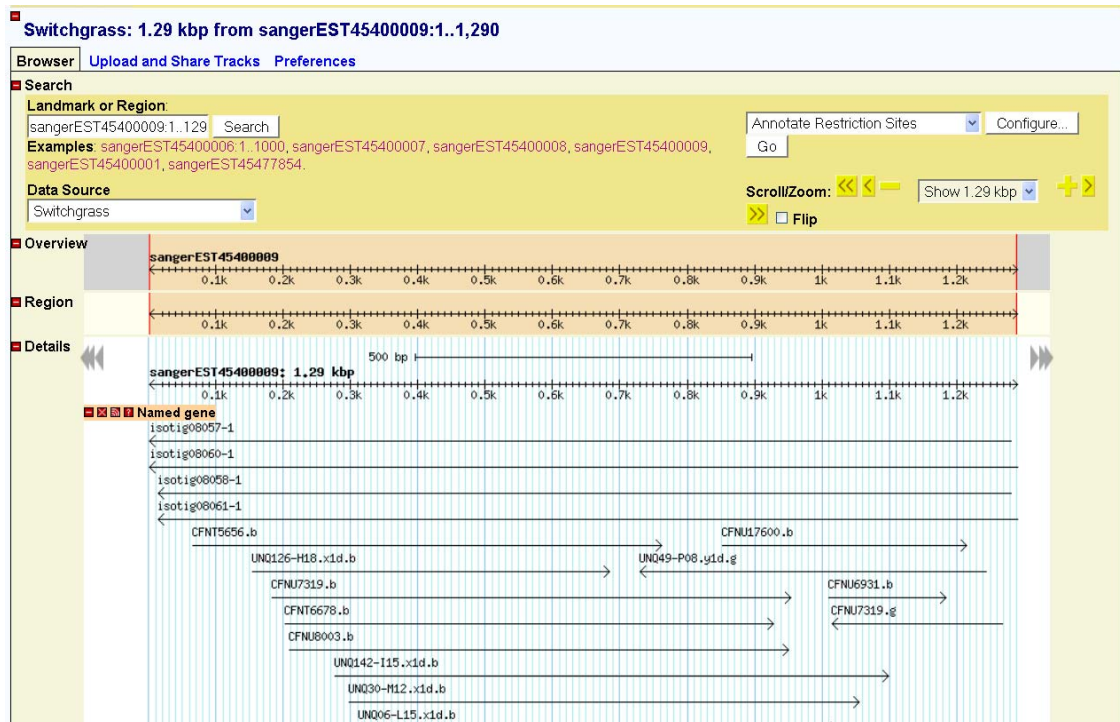 Switchgrass: 1.29 kbp from sangerEST45400009:1..1,290
Browser Upload and Share Tracks Preferences
Search
Landmark or Region:
sangerEST45400009:1..129 Search
Annotate Restriction Sites Configure...
Examples: sangerEST45400006:1..1000, sangerEST45400007, sangerEST45400008, sangerEST45400009,
Go
sangerEST45400001, sangerEST45477854.
Data Source
Scroll/Zoom: << < Show 1.29 kbp >
Switchgrass
>> Flip
Overview
sangerEST45400009
0.1k 0.2k 0.3k 0.4k 0.5k 0.6k 0.7k 0.8k 0.9k 1k 1.1k 1.2k
Region
0.1k 0.2k 0.3k 0.4k 0.5k 0.6k 0.7k 0.8k 0.9k 1k 1.1k 1.2k
Details
500 bp
sangerEST45400009: 1.29 kbp
0.1k 0.2k 0.3k 0.4k 0.5k 0.6k 0.7k 0.8k 0.9k 1k 1.1k 1.2k
Named gene
isotig08057-1
isotig08060-1
isotig08058-1
isotig08061-1
CFNT5656.b CFNU17600.b
UNQ126-H18.x1d.b UNQ49-P08.y1d.g
CFNU7319.b CFNU6931.b
CFNT6678.b CFNU7319.g
CFNU8003.b
UNQ142-I15.x1d.b
UNQ30-M12.x1d.b
UNQ06-L15.x1d.b